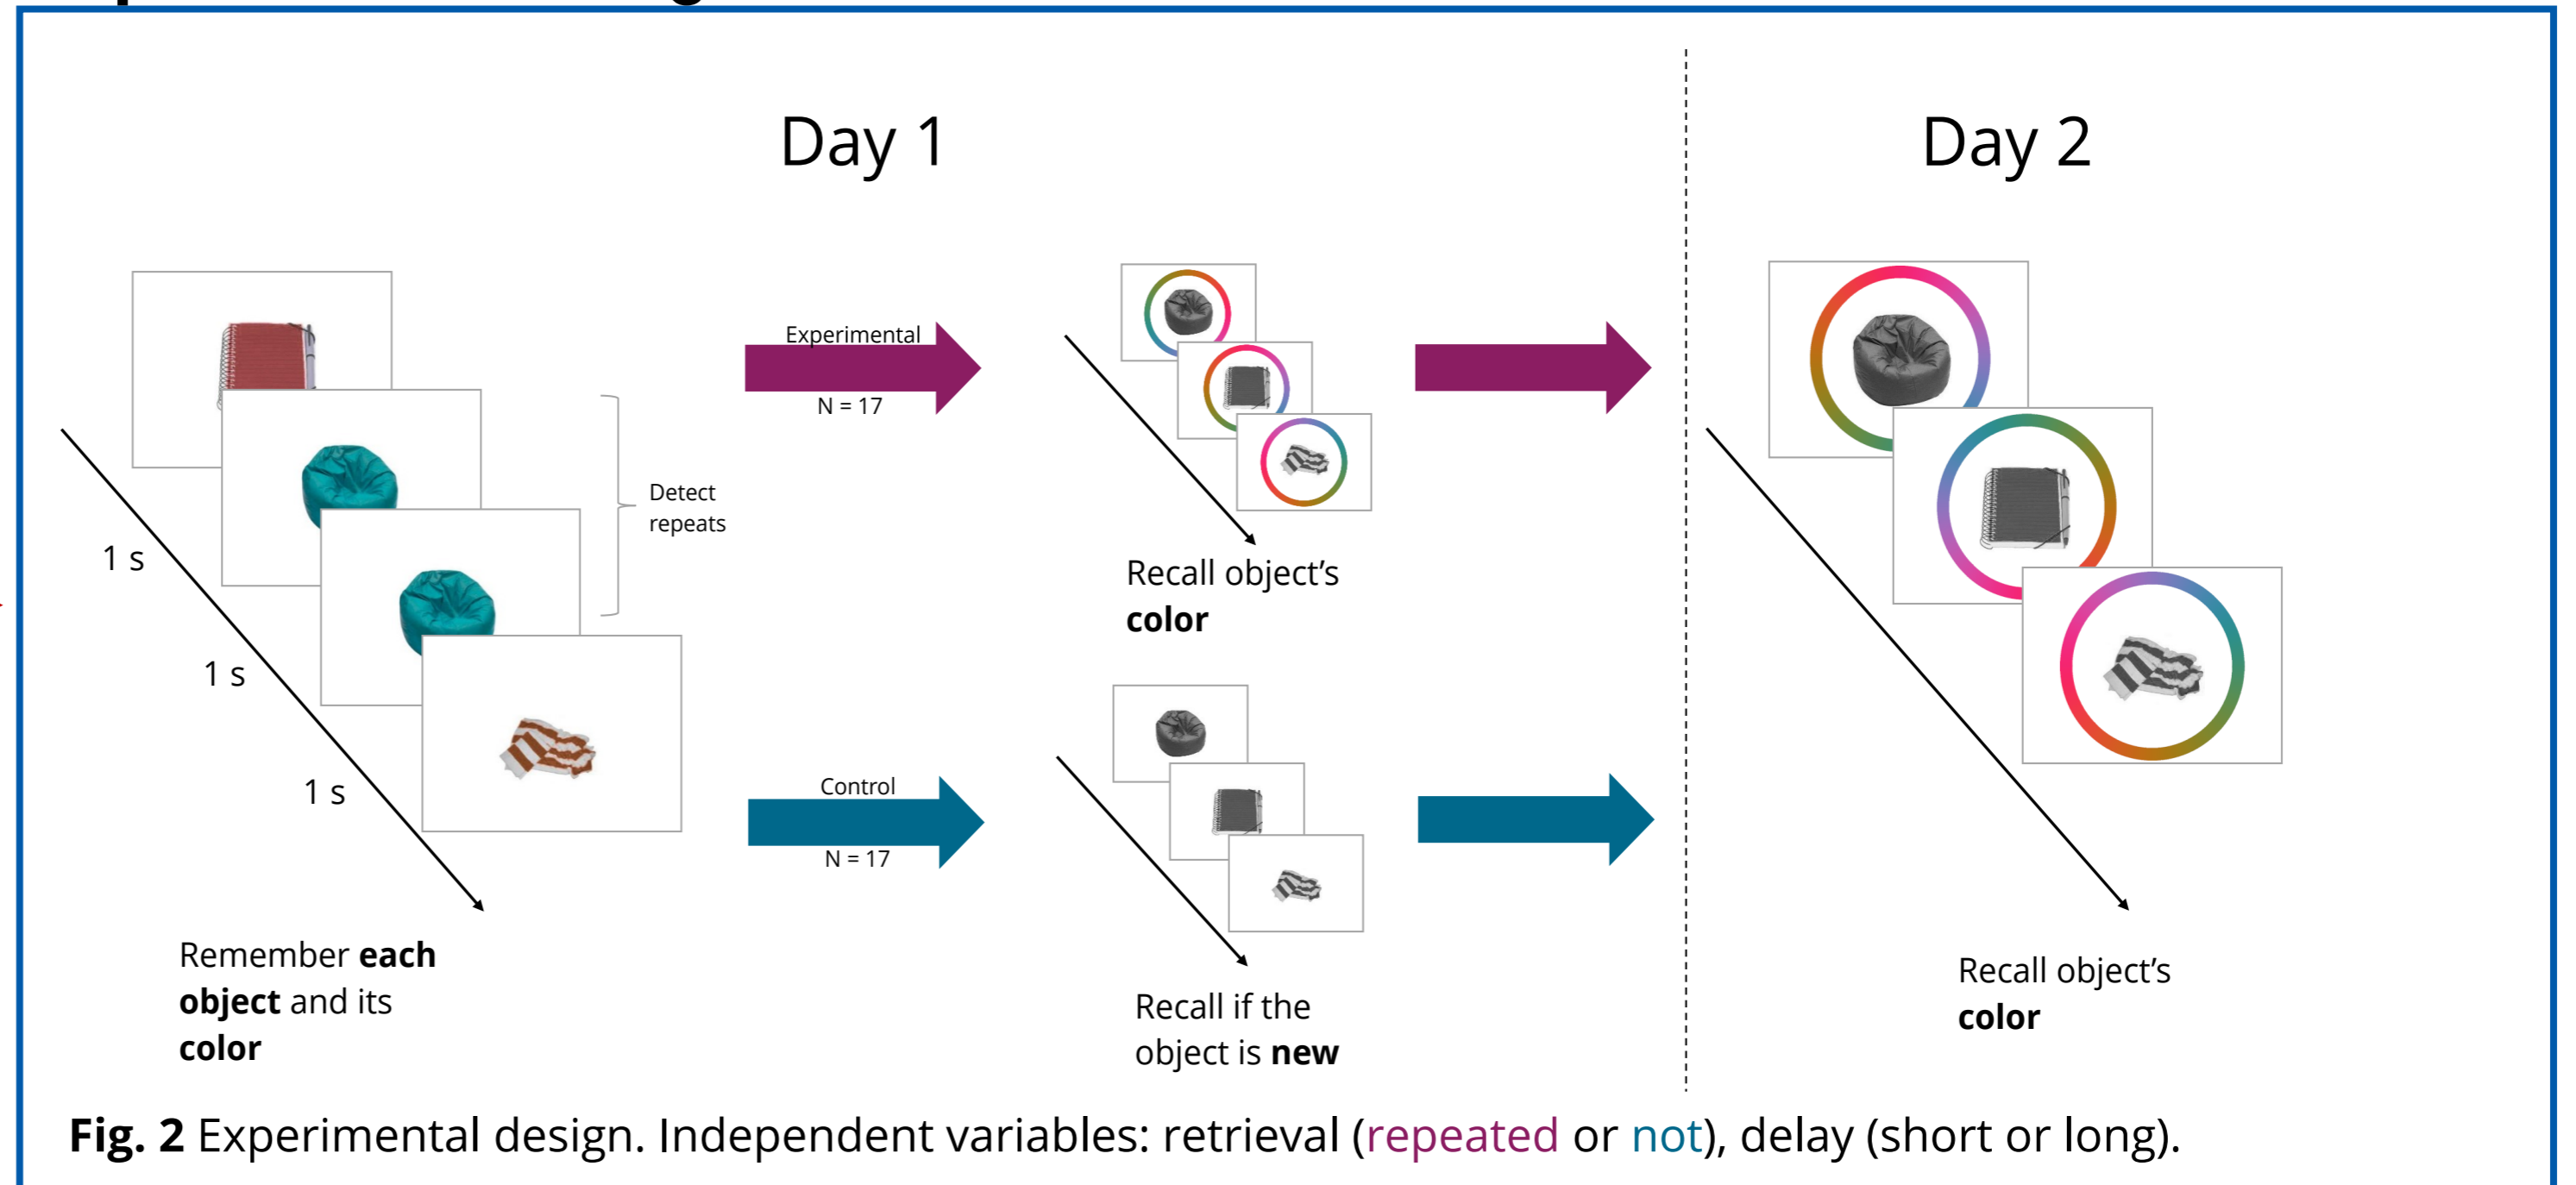 Day 1
Day 2
Experimental
N = 17
Detect
repeats
1 s
1 s
1 s
Recall object's
color
Control
N = 17
Remember each
object and its
color
Recall if the
object is new
Recall object's
color
Fig. 2 Experimental design. Independent variables: retrieval (repeated or not), delay (short or long).